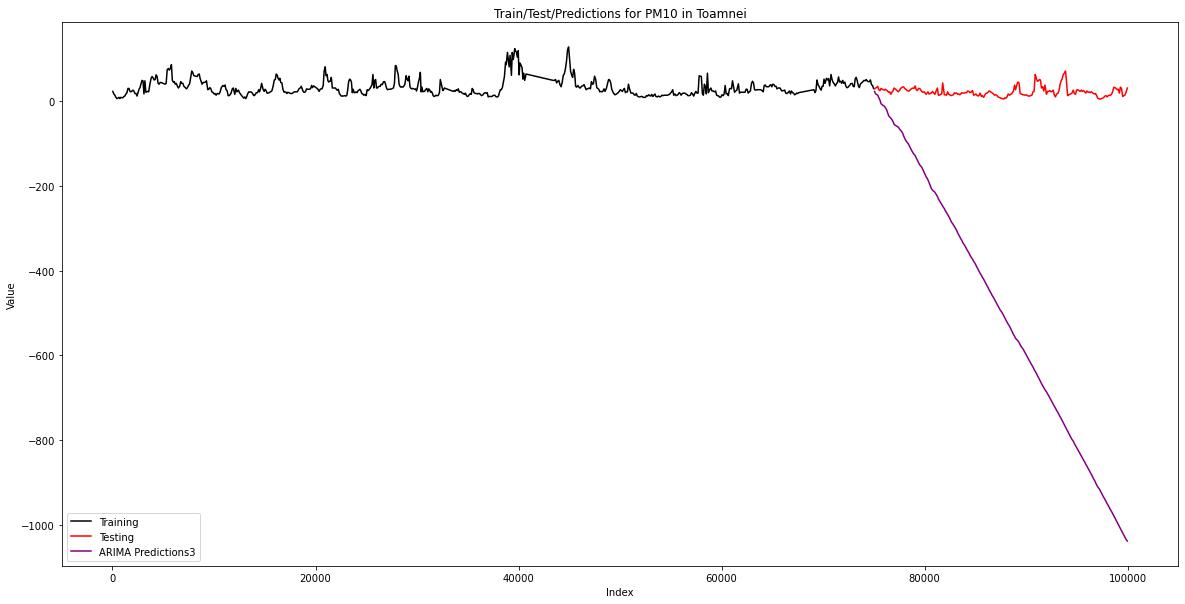 Train/Test/Predictions for PM10 in Toamnei
Value
0
−200
−400
−600
−800
−1000
Training
Testing
ARIMA Predictions3
0 20000 40000 60000 80000 100000
Index